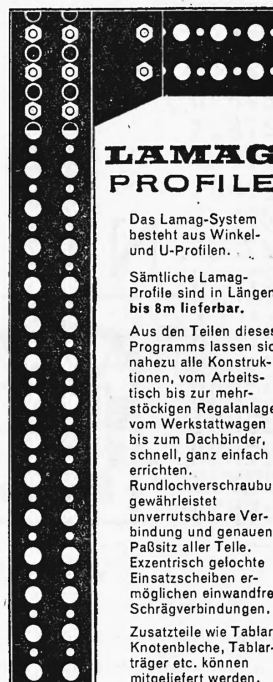 LAMAG
PROFILE
Das Lamag-System
besteht aus Winkel-
und U-Profilen.
Sämtliche Lamag-
Profile sind in Längen
bis 8m lieferbar.
Aus den Teilen dieses
Programms lassen sic
nahezu alle Konstruk-
tionen, vom Arbeits-
tisch bis zur mehr-
stöckigen Regalanlage
vom Werkstattwagen
bis zum Dachbinder,
schnell, ganz einfach
errichten.
Rundlochverschraubu
gewährleistet
unverrutschbare Ver-
bindung und genauen
Paßsitz aller Teile.
Exzentrisch gelochte
Einsatzscheiben er-
möglichen einwandfre
Schrägverbindungen.
Zusatzteile wie Tablar
Knotenbleche, Tablar-
träger etc. können
mitgeliefert werden.